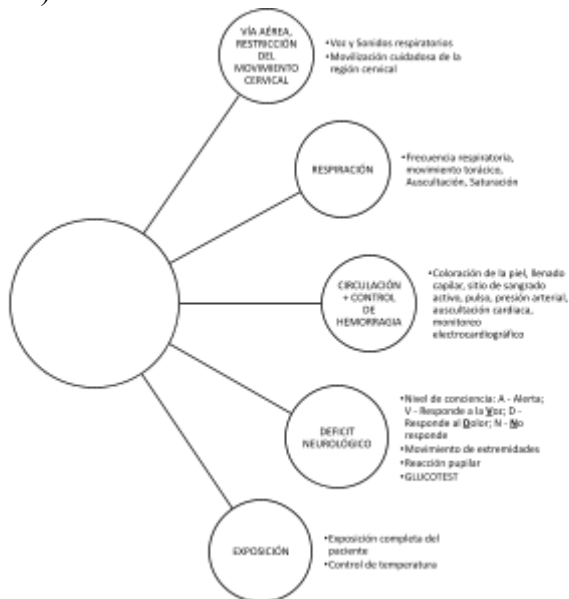 )
VÍA AÉREA,
RESTRICCIÓN
DEL
MOVIMIENTO
CERVICAL
•Voz y Sonidos respiratorios
•Movilización cuidadosa de la
región cervical
RESPIRACIÓN
•Frecuencia respiratoria,
movimiento torácico,
Auscultación, Saturación
CIRCULACIÓN
+ CONTROL
DE
HEMORRAGIA
•Coloración de la piel, llenado
capilar, sitio de sangrado
activo, pulso, presión arterial,
auscultación cardiaca,
monitoreo
electrocardiográfico
DEFICIT
NEUROLÓGICO
•Nivel de conciencia: A - Alerta;
V - Responde a la Voz; D -
Responde al Dolor; N - No
responde
•Movimiento de extremidades
•Reacción pupilar
•GLUCOTEST
EXPOSICIÓN
•Exposición completa del
paciente
•Control de temperatura